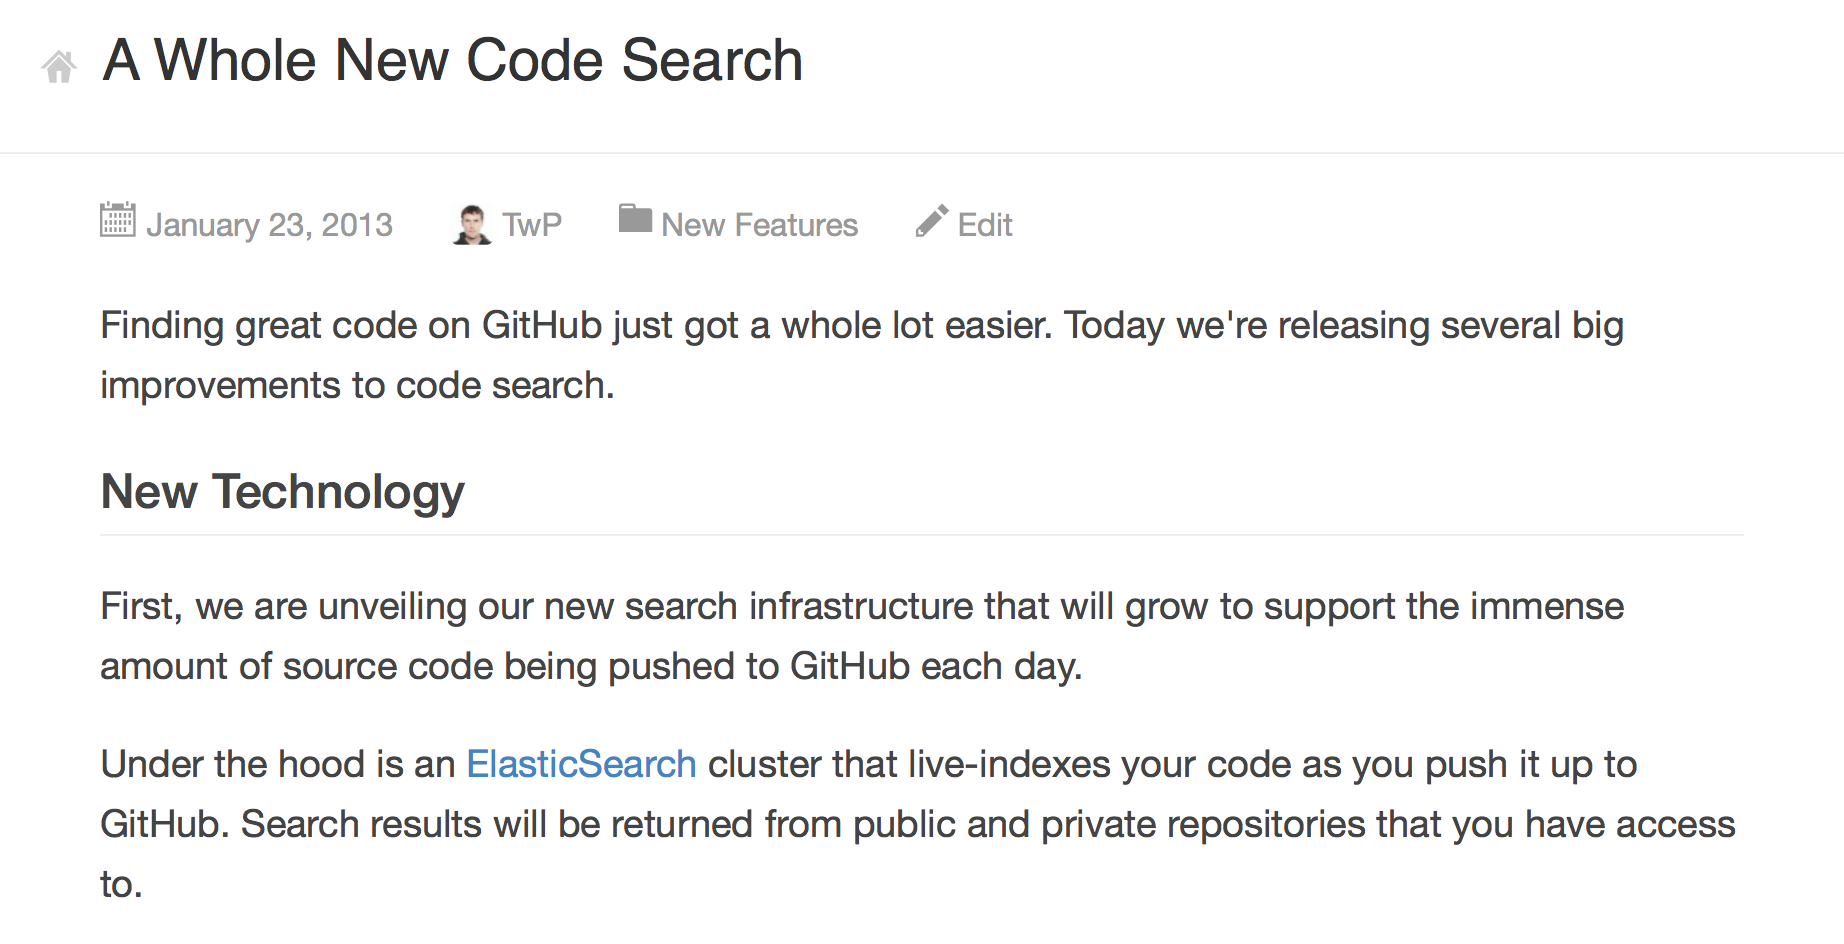 A Whole New Code Search
January 23, 2013 TwP New Features Edit
Finding great code on GitHub just got a whole lot easier. Today we're releasing several big
improvements to code search.
New Technology
First, we are unveiling our new search infrastructure that will grow to support the immense
amount of source code being pushed to GitHub each day.
Under the hood is an ElasticSearch cluster that live-indexes your code as you push it up to
GitHub. Search results will be returned from public and private repositories that you have access
to.